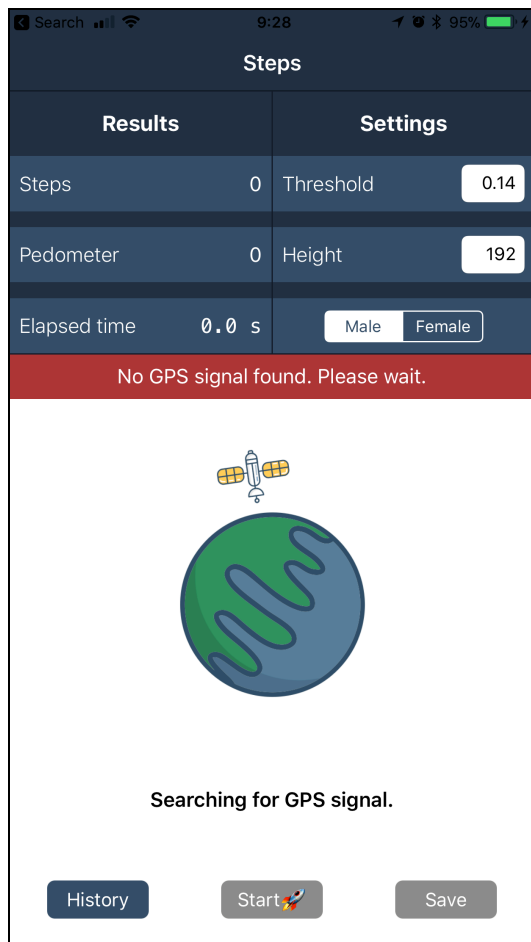 Search 9:28 95%
Steps
Results Settings
Steps 0 Threshold 0.14
Pedometer 0 Height 192
Elapsed time 0.0 s Male Female
No GPS signal found. Please wait.
Searching for GPS signal.
History Start🚀 Save